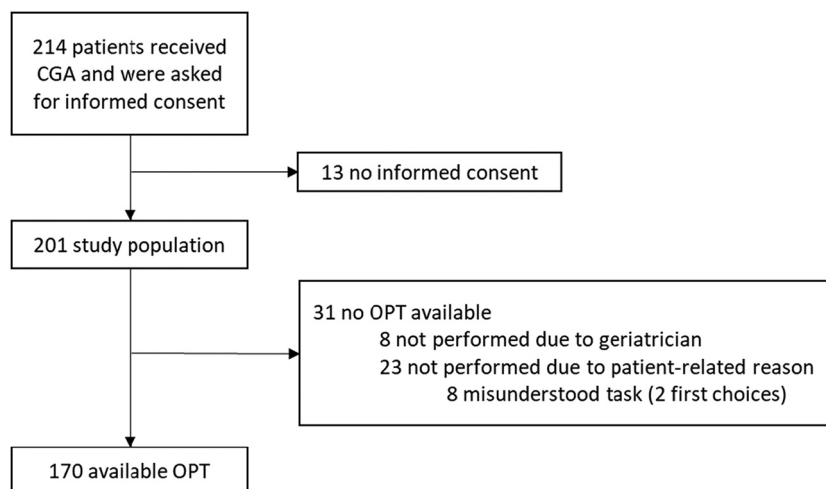 214 patients received
CGA and were asked
for informed consent
13 no informed consent
201 study population
31 no OPT available
8 not performed due to geriatrician
23 not performed due to patient-related reason
8 misunderstood task (2 first choices)
170 available OPT